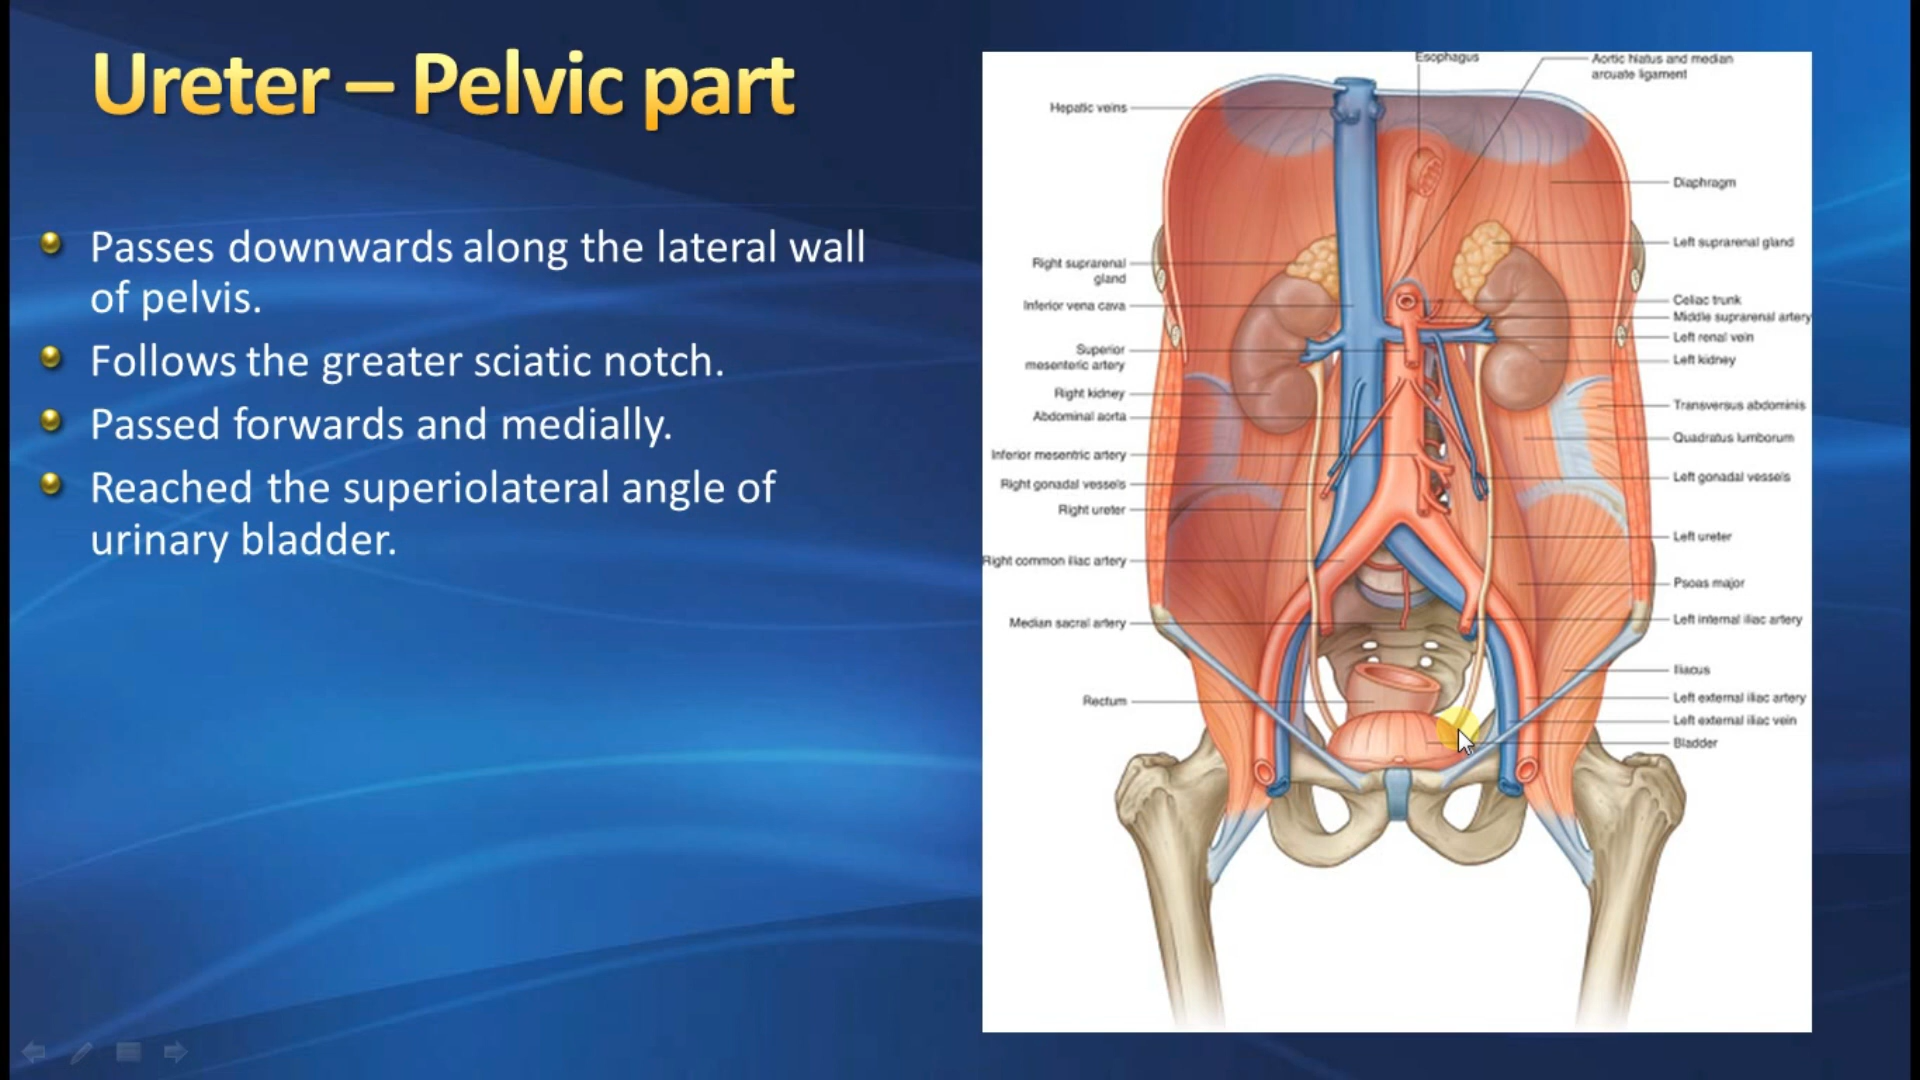 Ureter – Pelvic part
Passes downwards along the lateral wall
of pelvis.
Follows the greater sciatic notch.
Passed forwards and medially.
Reached the superiolateral angle of
urinary bladder.
Esophagus
Aortic hiatus and median
arcuate ligament
Hepatic veins
Diaphragm
Left suprarenal gland
Right suprarenal
gland
Inferior vena cava
Celiac trunk
Middle suprarenal artery
Left renal vein
Superior
mesenteric artery
Left kidney
Right kidney
Abdominal aorta
Transversus abdominis
Quadratus lumborum
Inferior mesentric artery
Left gonadal vessels
Right gonadal vessels
Right ureter
Left ureter
Right common iliac artery
Psoas major
Median sacral artery
Left internal iliac artery
Iliacus
Rectum
Left external iliac artery
Left external iliac vein
Bladder